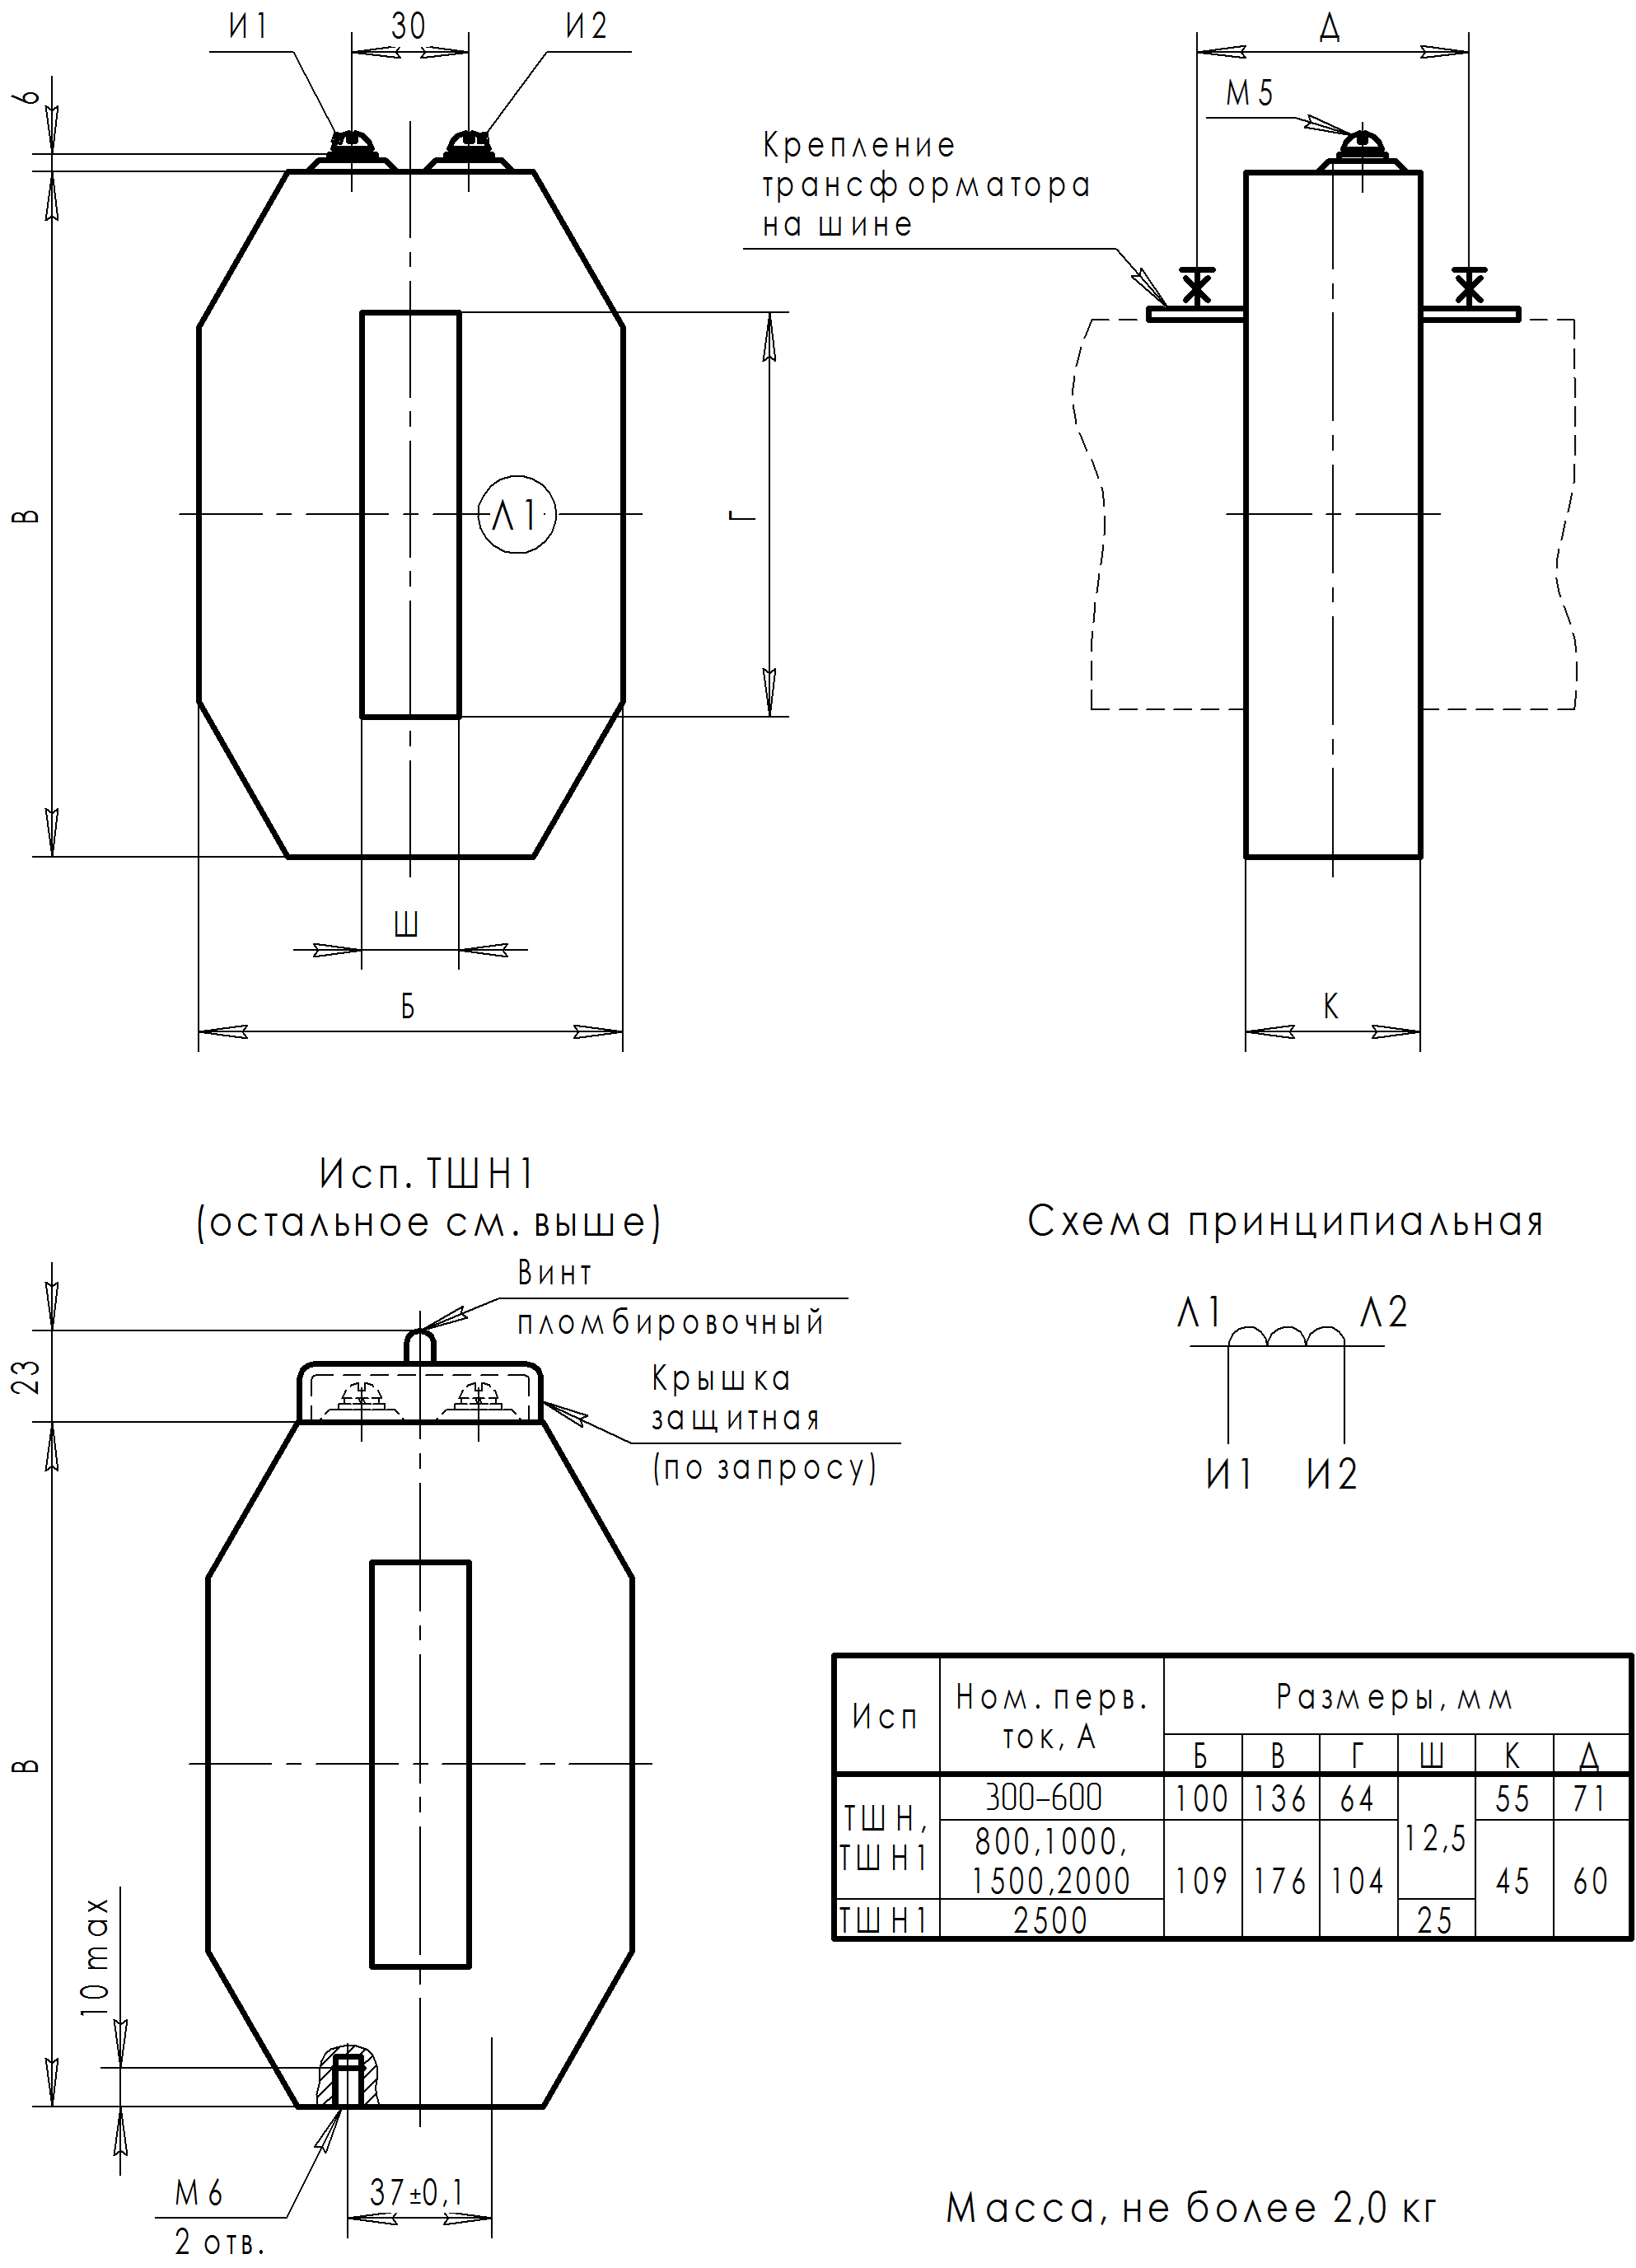 И1
30
И2
6
В
Л1
Г
Ш
Б
Д
М5
Крепление
трансформатора
на шине
К
Исп. ТШН1
(остальное см. выше)
Винт
пломбировочный
23
Крышка
защитная
(по запросу)
В
10 max
М6
2 отв.
37±0,1
Схема принципиальная
Л1 Л2
И1 И2
Исп Ном. перв. Размеры, мм
ток, А
Б В Г Ш К Д
ТШН, 300–600 100 136 64 12,5 55 71
ТШН1 800,1000,
1500,2000 109 176 104 45 60
ТШН1 2500 25
Масса, не более 2,0 кг